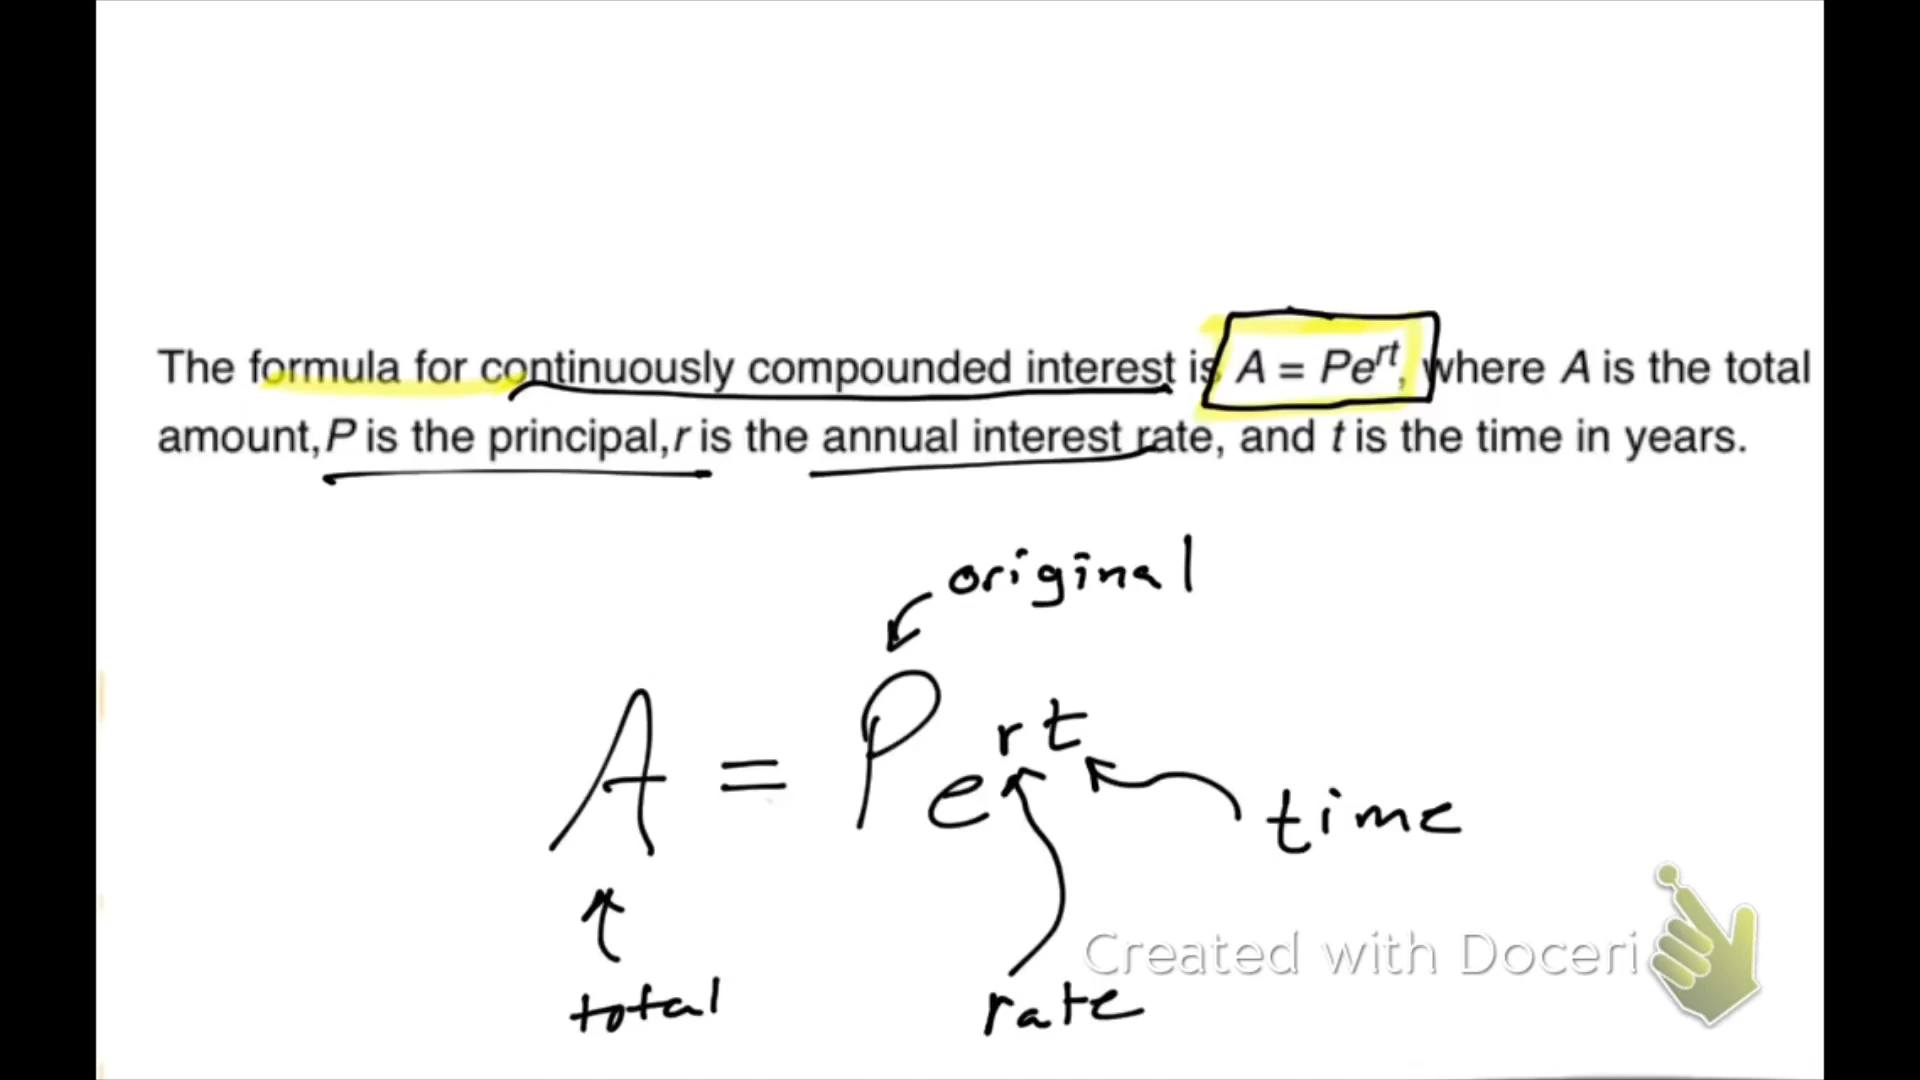 The formula for continuously compounded interest is A = Pe^rt, where A is the total
amount, P is the principal, r is the annual interest rate, and t is the time in years.
original
A = Pe^rt
time
total
rate
Created with Doceri